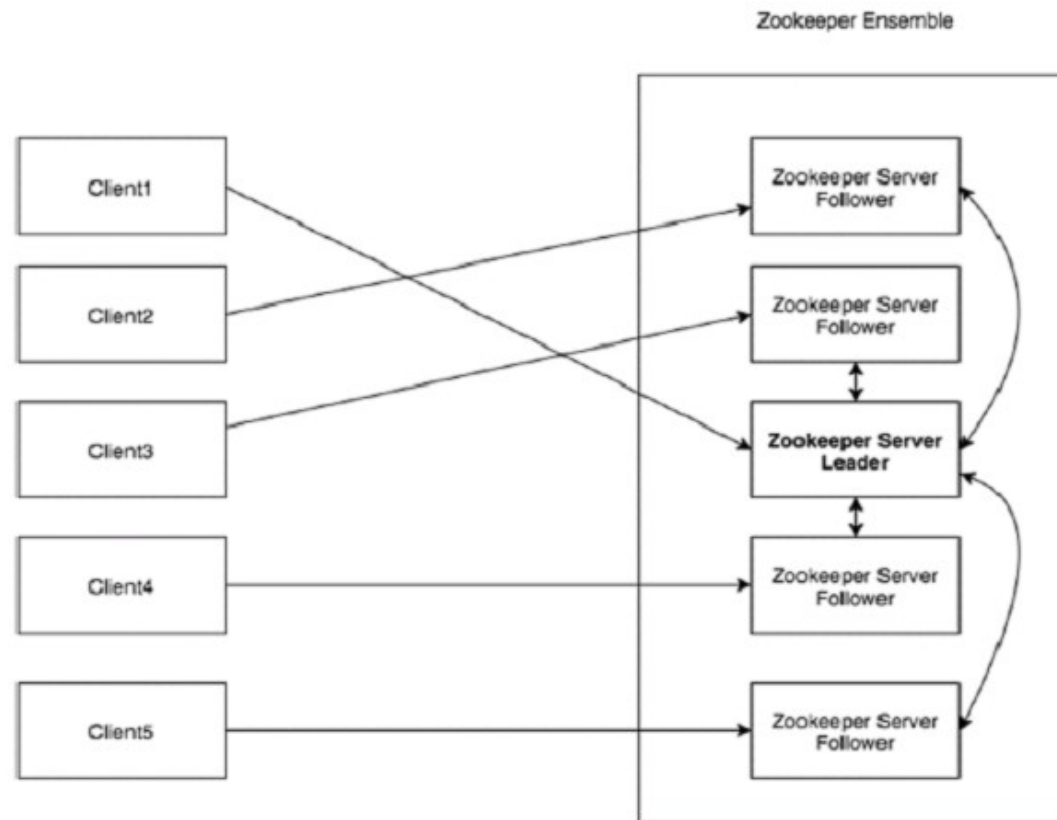 Zookeeper Ensemble
Client1
Zookeeper Server
Follower
Client2
Zookeeper Server
Follower
Client3
Zookeeper Server
Leader
Client4
Zookeeper Server
Follower
Client5
Zookeeper Server
Follower